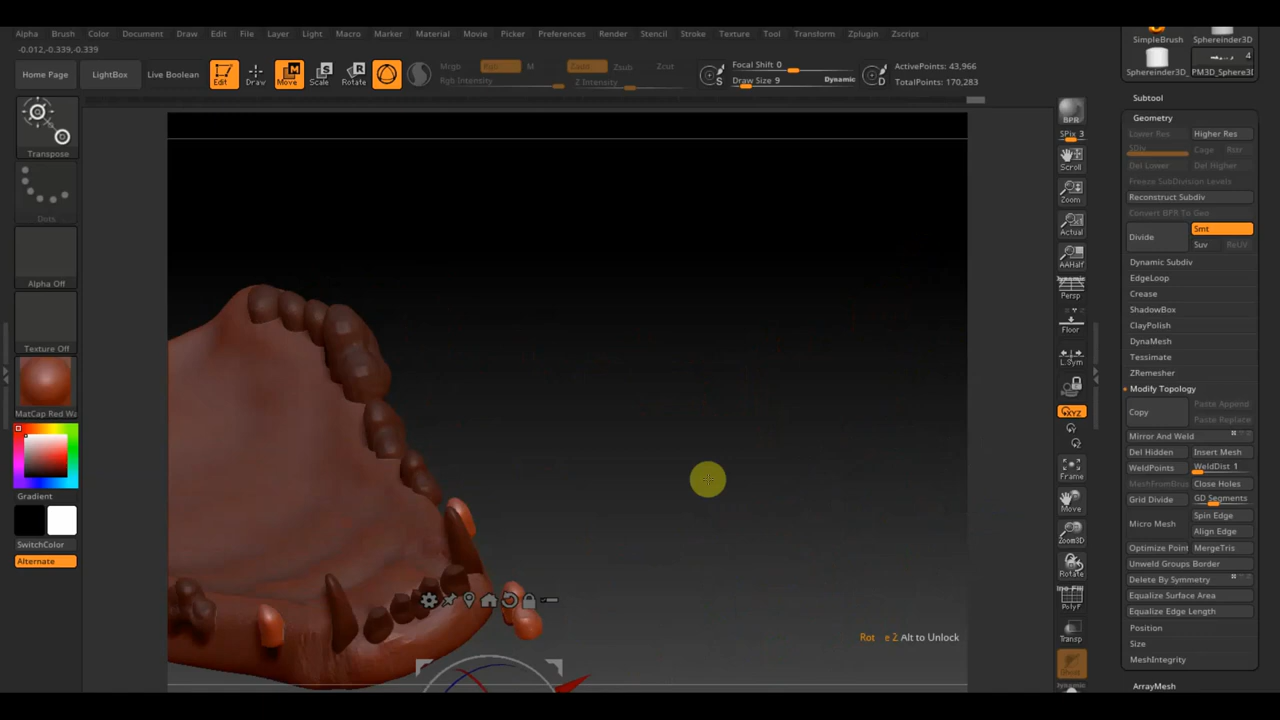 Alpha Brush Color Document Draw Edit File Layer Light Macro Marker Material Movie Picker Preferences Render Stencil Stroke Texture Tool Transform Zplugin Zscript
-0.012,-0.339,-0.339
Home Page
LightBox
Live Boolean
Edit
Draw
Move
Scale
Rotate
Mrgb
Rgb
M
Rgb Intensity
Zadd
Zsub
Zcut
Z Intensity
Focal Shift 0
Draw Size 9
Dynamic
S
D
ActivePoints: 43,966
TotalPoints: 170,283
SimpleBrush
Sphereinder3D
Sphereinder3D_
PM3D_Sphere3D
4
Transpose
Dots
Alpha Off
Texture Off
MatCap Red Wa
Gradient
SwitchColor
Alternate
BPR
SPix 3
Scroll
Zoom
Actual
AAHalf
Dynamic
Persp
Floor
L.Sym
XYZ
Y
Z
Frame
Move
Zoom3D
Rotate
PolyF
Transp
Dynamic
Subtool
Geometry
Lower Res
Higher Res
SDiv
Cage
Rstr
Del Lower
Del Higher
Freeze SubDivision Levels
Reconstruct Subdiv
Convert BPR To Geo
Divide
Smt
Suv
ReUV
Dynamic Subdiv
EdgeLoop
Crease
ShadowBox
ClayPolish
DynaMesh
Tessimate
ZRemesher
Modify Topology
Copy
Paste Append
Paste Replace
Mirror And Weld
Del Hidden
Insert Mesh
WeldPoints
WeldDist 1
MeshFromBrus
Close Holes
Grid Divide
GD Segments
Micro Mesh
Spin Edge
Align Edge
Optimize Point
MergeTris
Unweld Groups Border
Delete By Symmetry
Equalize Surface Area
Equalize Edge Length
Position
Size
MeshIntegrity
ArrayMesh
Rot e 2 Alt to Unlock